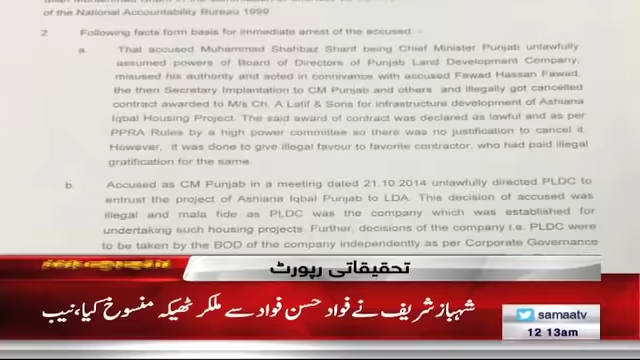 of the National Accountability Bureau 1999
2 Following facts form basis for immediate arrest of the accused: -
a. That accused Muhammad Shahbaz Sharif being Chief Minister Punjab unlawfully
assumed powers of Board of Directors of Punjab Land Development Company,
misused his authority and acted in connivance with accused Fawad Hassan Fawad,
the then Secretary Implantation to CM Punjab and others and illegally got cancelled
contract awarded to M/s Ch. A Latif & Sons for infrastructure development of Ashiana
Iqbal Housing Project. The said award of contract was declared as lawful and as per
PPRA Rules by a high power committee so there was no justification to cancel it.
However, it was done to give illegal favour to favorite contractor, who had paid illegal
gratification for the same.
b. Accused as CM Punjab in a meeting dated 21.10.2014 unlawfully directed PLDC to
entrust the project of Ashiana Iqbal Punjab to LDA. This decision of accused was
illegal and mala fide as PLDC was the company which was established for
undertaking such housing projects. Further, decisions of the company i.e. PLDC were
to be taken by the BOD of the company independently as per Corporate Governance
تحقیقاتی رپورٹ
شہباز شریف نے فواد حسن فواد سے ملکر ٹھیکہ منسوخ کیا، نیب
samaatv
12 13am